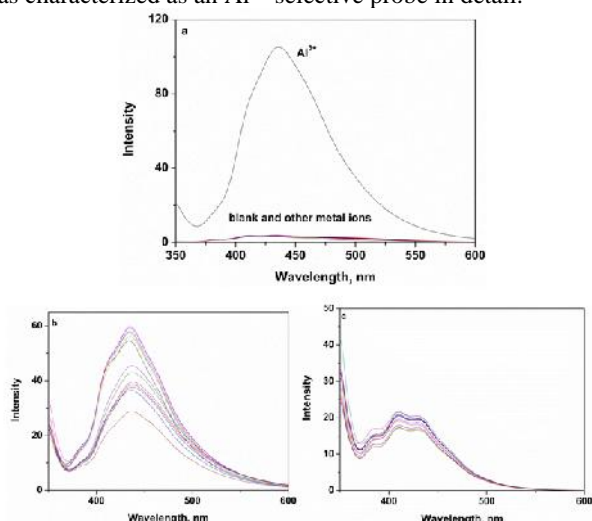 as characterized as an Al³⁺ selective probe in detail.
a
120
80
40
0
Intensity
Al³⁺
blank and other metal ions
350 400 450 500 550 600
Wavelength, nm
b
60
40
20
0
Intensity
400 500 600
Wavelength, nm
c
50
40
30
20
10
0
Intensity
400 500 600
Wavelength, nm